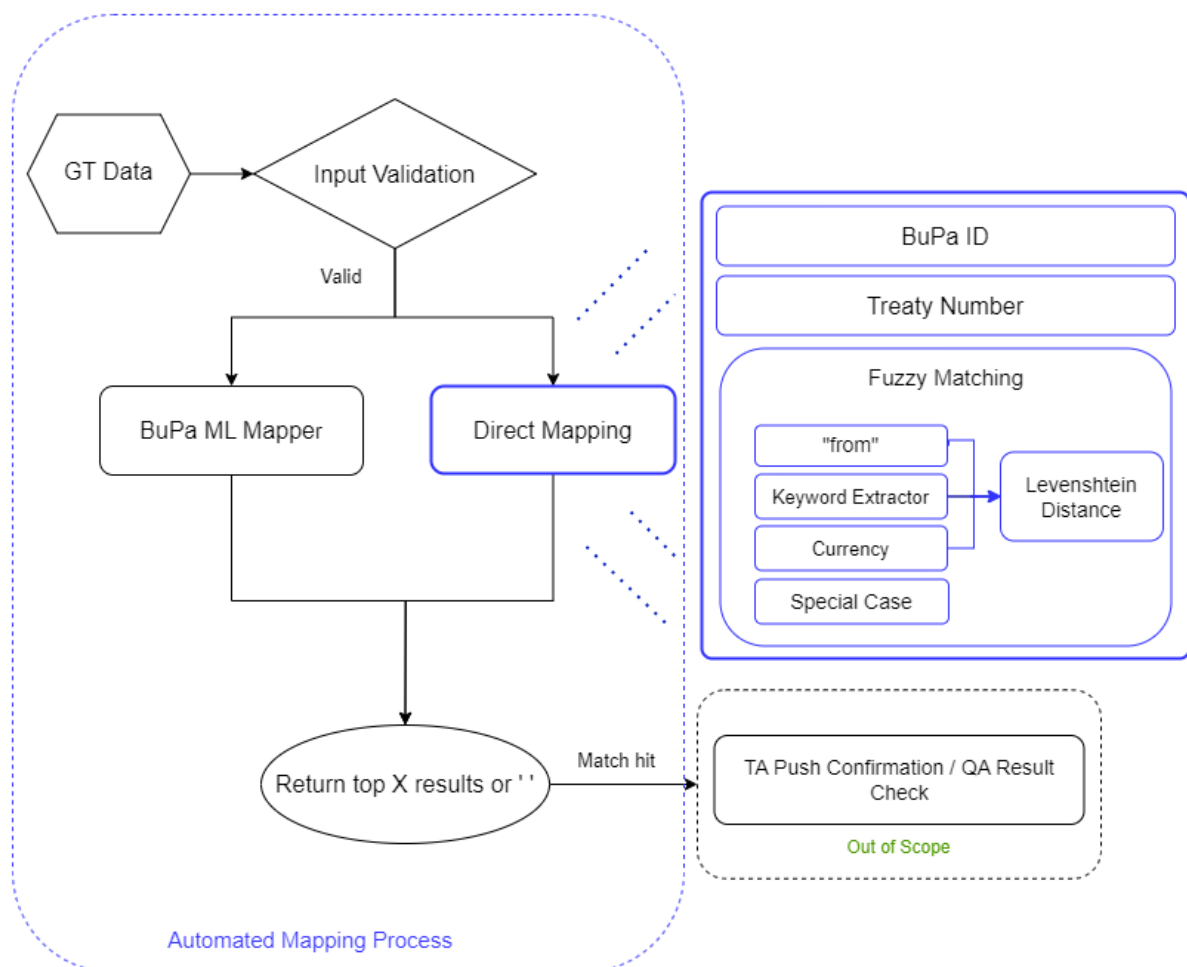 GT Data
Input Validation
Valid
BuPa ML Mapper
Direct Mapping
Return top X results or ' '
Match hit
Automated Mapping Process
BuPa ID
Treaty Number
Fuzzy Matching
"from"
Keyword Extractor
Currency
Special Case
Levenshtein
Distance
TA Push Confirmation / QA Result
Check
Out of Scope